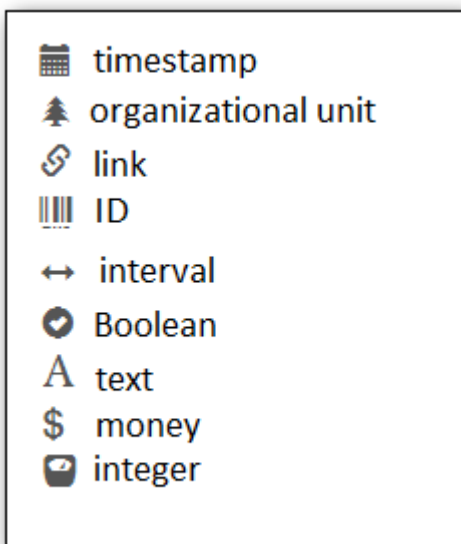 timestamp
organizational unit
link
ID
interval
Boolean
A text
$ money
integer